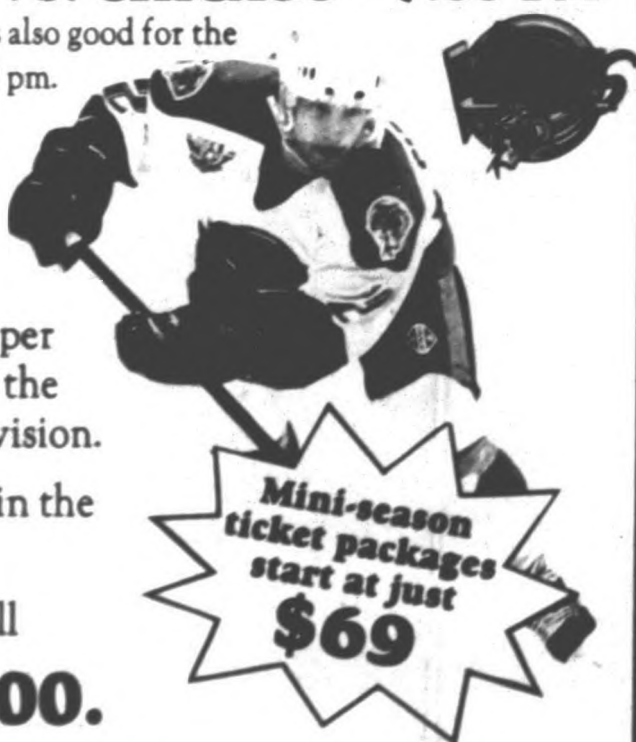 also good for the
pm.
per
the
vision.
in the
ll
00.
Mini-season
ticket packages
start at just
$69